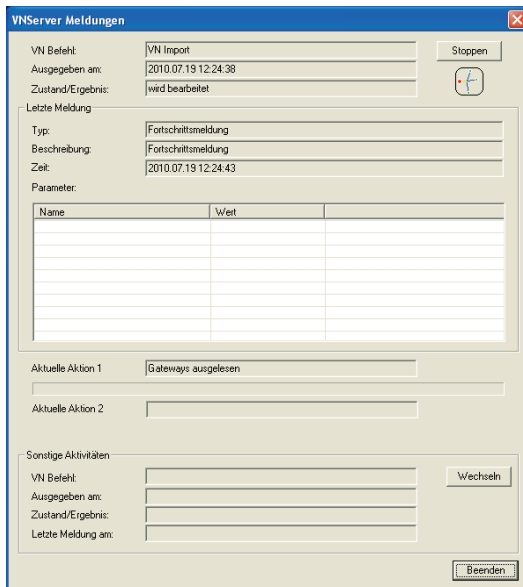 VNServer Meldungen
VN Befehl: VN Import Stoppen
Ausgegeben am: 2010.07.19 12:24:38
Zustand/Ergebnis: wird bearbeitet
Letzte Meldung
Typ: Fortschrittsmeldung
Beschreibung: Fortschrittsmeldung
Zeit: 2010.07.19 12:24:43
Parameter:
Name Wert
Aktuelle Aktion 1 Gateways ausgelesen
Aktuelle Aktion 2
Sonstige Aktivitäten
VN Befehl: Wechseln
Ausgegeben am:
Zustand/Ergebnis:
Letzte Meldung am:
Beenden